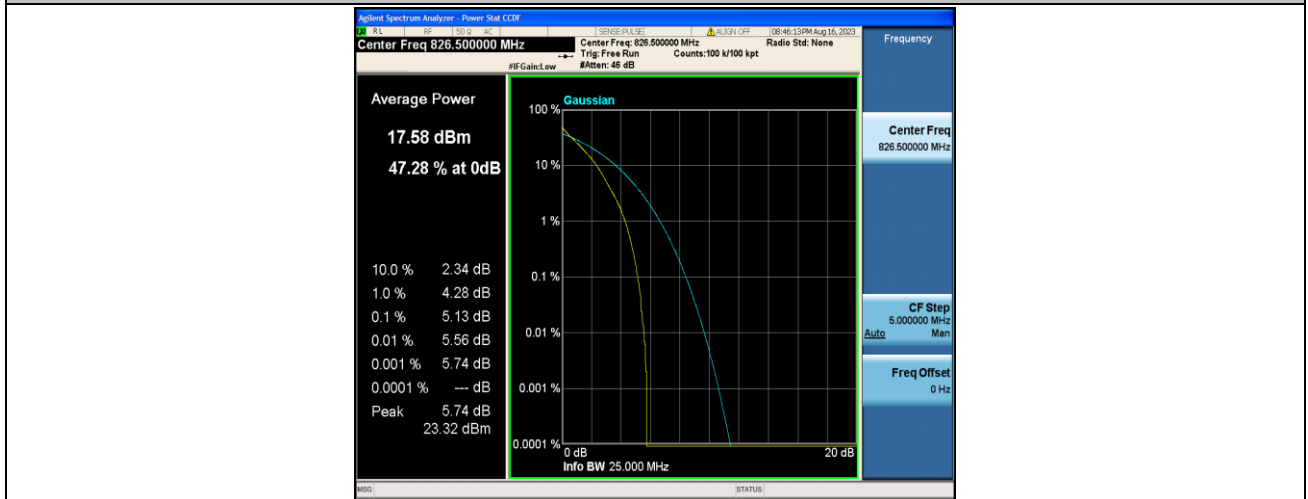 Agilent Spectrum Analyzer - Power Stat CCDF
RL RF 50 Ω AC SENSE:PULSE ALIGN OFF 08:46:13PM Aug 16, 2023
Center Freq 826.500000 MHz
Center Freq: 826.500000 MHz Radio Std: None
Trig: Free Run Counts:100 k/100 kpt
#IFGain:Low #Atten: 46 dB
Average Power
17.58 dBm
47.28 % at 0dB
10.0 % 2.34 dB
1.0 % 4.28 dB
0.1 % 5.13 dB
0.01 % 5.56 dB
0.001 % 5.74 dB
0.0001 % --- dB
Peak 5.74 dB
23.32 dBm
Gaussian
100 %
10 %
1 %
0.1 %
0.01 %
0.001 %
0.0001 %
0 dB 20 dB
Info BW 25.000 MHz
Frequency
Center Freq
826.500000 MHz
CF Step
5.000000 MHz
Auto Man
Freq Offset
0 Hz
MSG STATUS